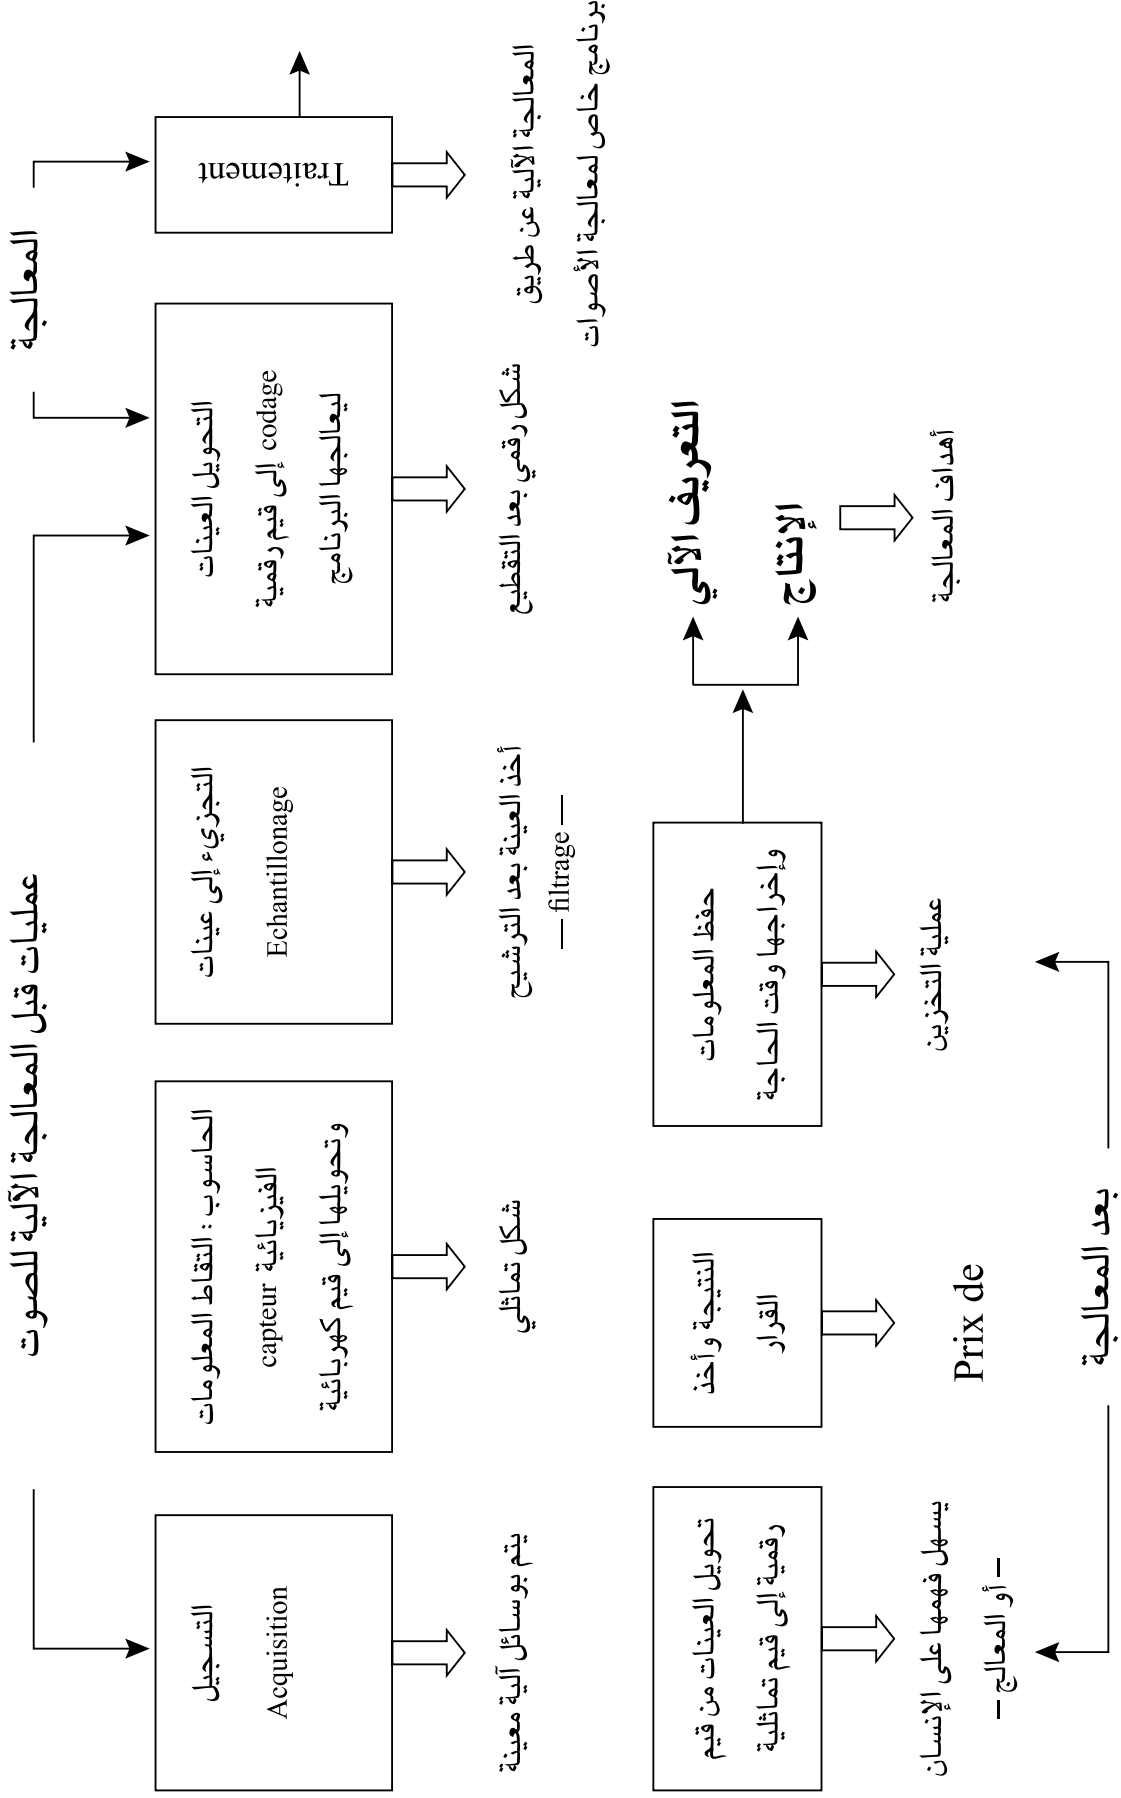 عمليات قبل المعالجة الآلية للصوت
المعالجة
التسجيل
Acquisition
يتم بوسائل آلية معينة
الحاسوب : التقاط المعلومات
الفيزيائية capteur
وتحويلها إلى قيم كهربائية
شكل تماثلي
التجزيء إلى عينات
Echantillonage
أخذ العينة بعد الترشيح
— filtrage —
التحويل العينات
إلى قيم رقمية codage
ليعالجها البرنامج
شكل رقمي بعد التقطيع
Traitement
المعالجة الآلية عن طريق
برنامج خاص لمعالجة الأصوات
تحويل العينات من قيم
رقمية إلى قيم تماثلية
يسهل فهمها على الإنسان
— أو المعالج —
النتيجة وأخذ
القرار
Prix de
حفظ المعلومات
وإخراجها وقت الحاجة
عملية التخزين
التعريف الآلي
الإنتاج
أهداف المعالجة
بعد المعالجة